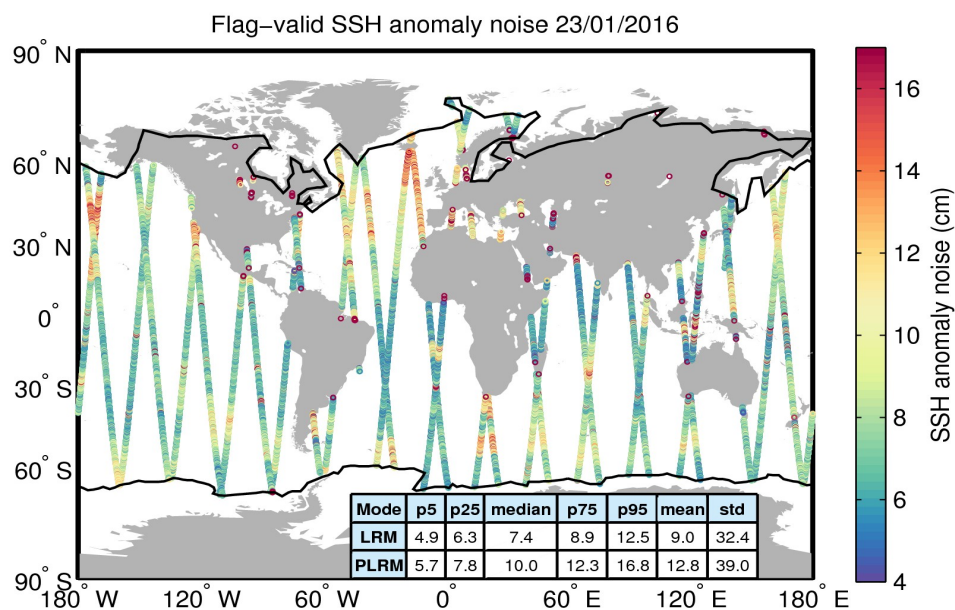 Flag−valid SSH anomaly noise 23/01/2016
90° N
60° N
30° N
0°
30° S
60° S
90° S
180° W
120° W
60° W
0°
60° E
120° E
180° E
Mode p5 p25 median p75 p95 mean std
LRM 4.9 6.3 7.4 8.9 12.5 9.0 32.4
PLRM 5.7 7.8 10.0 12.3 16.8 12.8 39.0
16
14
12
10
8
6
4
SSH anomaly noise (cm)